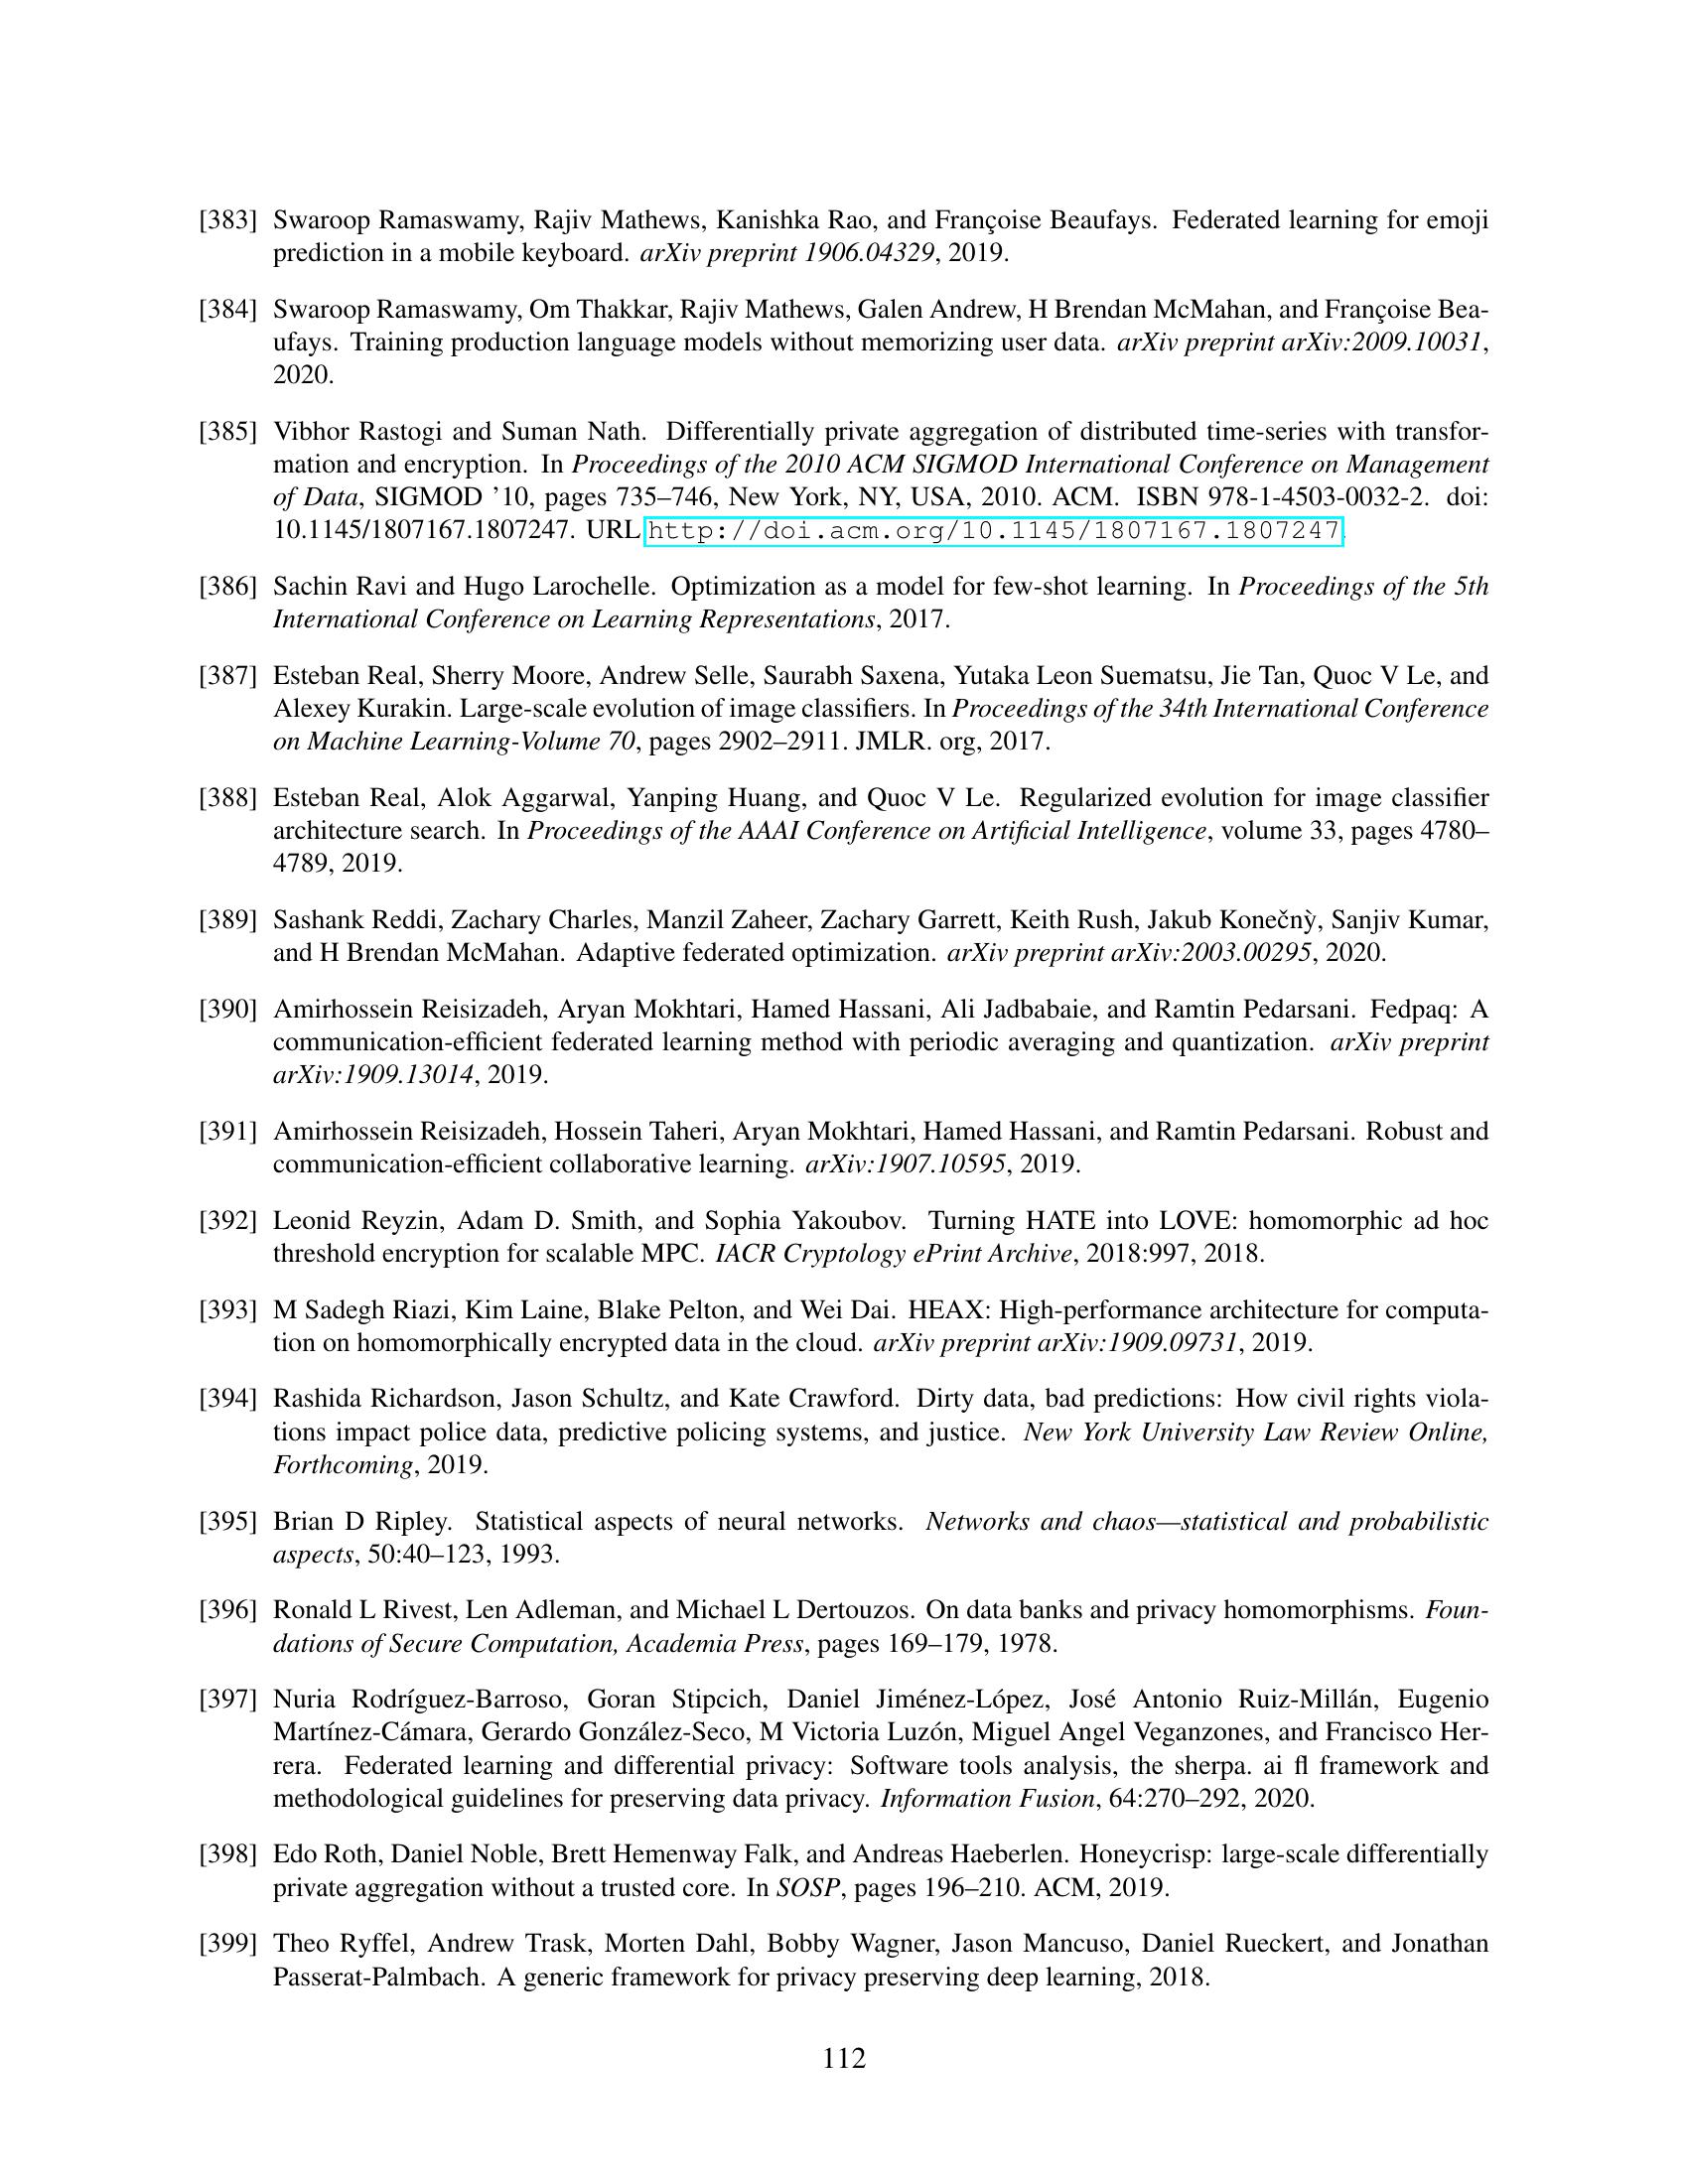 [383] Swaroop Ramaswamy, Rajiv Mathews, Kanishka Rao, and Françoise Beaufays. Federated learning for emoji
prediction in a mobile keyboard. arXiv preprint 1906.04329, 2019.
[384] Swaroop Ramaswamy, Om Thakkar, Rajiv Mathews, Galen Andrew, H Brendan McMahan, and Françoise Bea-
ufays. Training production language models without memorizing user data. arXiv preprint arXiv:2009.10031,
2020.
[385] Vibhor Rastogi and Suman Nath. Differentially private aggregation of distributed time-series with transfor-
mation and encryption. In Proceedings of the 2010 ACM SIGMOD International Conference on Management
of Data, SIGMOD ’10, pages 735–746, New York, NY, USA, 2010. ACM. ISBN 978-1-4503-0032-2. doi:
10.1145/1807167.1807247. URL http://doi.acm.org/10.1145/1807167.1807247.
[386] Sachin Ravi and Hugo Larochelle. Optimization as a model for few-shot learning. In Proceedings of the 5th
International Conference on Learning Representations, 2017.
[387] Esteban Real, Sherry Moore, Andrew Selle, Saurabh Saxena, Yutaka Leon Suematsu, Jie Tan, Quoc V Le, and
Alexey Kurakin. Large-scale evolution of image classifiers. In Proceedings of the 34th International Conference
on Machine Learning-Volume 70, pages 2902–2911. JMLR. org, 2017.
[388] Esteban Real, Alok Aggarwal, Yanping Huang, and Quoc V Le. Regularized evolution for image classifier
architecture search. In Proceedings of the AAAI Conference on Artificial Intelligence, volume 33, pages 4780–
4789, 2019.
[389] Sashank Reddi, Zachary Charles, Manzil Zaheer, Zachary Garrett, Keith Rush, Jakub Konečnỳ, Sanjiv Kumar,
and H Brendan McMahan. Adaptive federated optimization. arXiv preprint arXiv:2003.00295, 2020.
[390] Amirhossein Reisizadeh, Aryan Mokhtari, Hamed Hassani, Ali Jadbabaie, and Ramtin Pedarsani. Fedpaq: A
communication-efficient federated learning method with periodic averaging and quantization. arXiv preprint
arXiv:1909.13014, 2019.
[391] Amirhossein Reisizadeh, Hossein Taheri, Aryan Mokhtari, Hamed Hassani, and Ramtin Pedarsani. Robust and
communication-efficient collaborative learning. arXiv:1907.10595, 2019.
[392] Leonid Reyzin, Adam D. Smith, and Sophia Yakoubov. Turning HATE into LOVE: homomorphic ad hoc
threshold encryption for scalable MPC. IACR Cryptology ePrint Archive, 2018:997, 2018.
[393] M Sadegh Riazi, Kim Laine, Blake Pelton, and Wei Dai. HEAX: High-performance architecture for computa-
tion on homomorphically encrypted data in the cloud. arXiv preprint arXiv:1909.09731, 2019.
[394] Rashida Richardson, Jason Schultz, and Kate Crawford. Dirty data, bad predictions: How civil rights viola-
tions impact police data, predictive policing systems, and justice. New York University Law Review Online,
Forthcoming, 2019.
[395] Brian D Ripley. Statistical aspects of neural networks. Networks and chaos—statistical and probabilistic
aspects, 50:40–123, 1993.
[396] Ronald L Rivest, Len Adleman, and Michael L Dertouzos. On data banks and privacy homomorphisms. Foun-
dations of Secure Computation, Academia Press, pages 169–179, 1978.
[397] Nuria Rodríguez-Barroso, Goran Stipcich, Daniel Jiménez-López, José Antonio Ruiz-Millán, Eugenio
Martínez-Cámara, Gerardo González-Seco, M Victoria Luzón, Miguel Angel Veganzones, and Francisco Her-
rera. Federated learning and differential privacy: Software tools analysis, the sherpa. ai fl framework and
methodological guidelines for preserving data privacy. Information Fusion, 64:270–292, 2020.
[398] Edo Roth, Daniel Noble, Brett Hemenway Falk, and Andreas Haeberlen. Honeycrisp: large-scale differentially
private aggregation without a trusted core. In SOSP, pages 196–210. ACM, 2019.
[399] Theo Ryffel, Andrew Trask, Morten Dahl, Bobby Wagner, Jason Mancuso, Daniel Rueckert, and Jonathan
Passerat-Palmbach. A generic framework for privacy preserving deep learning, 2018.
112